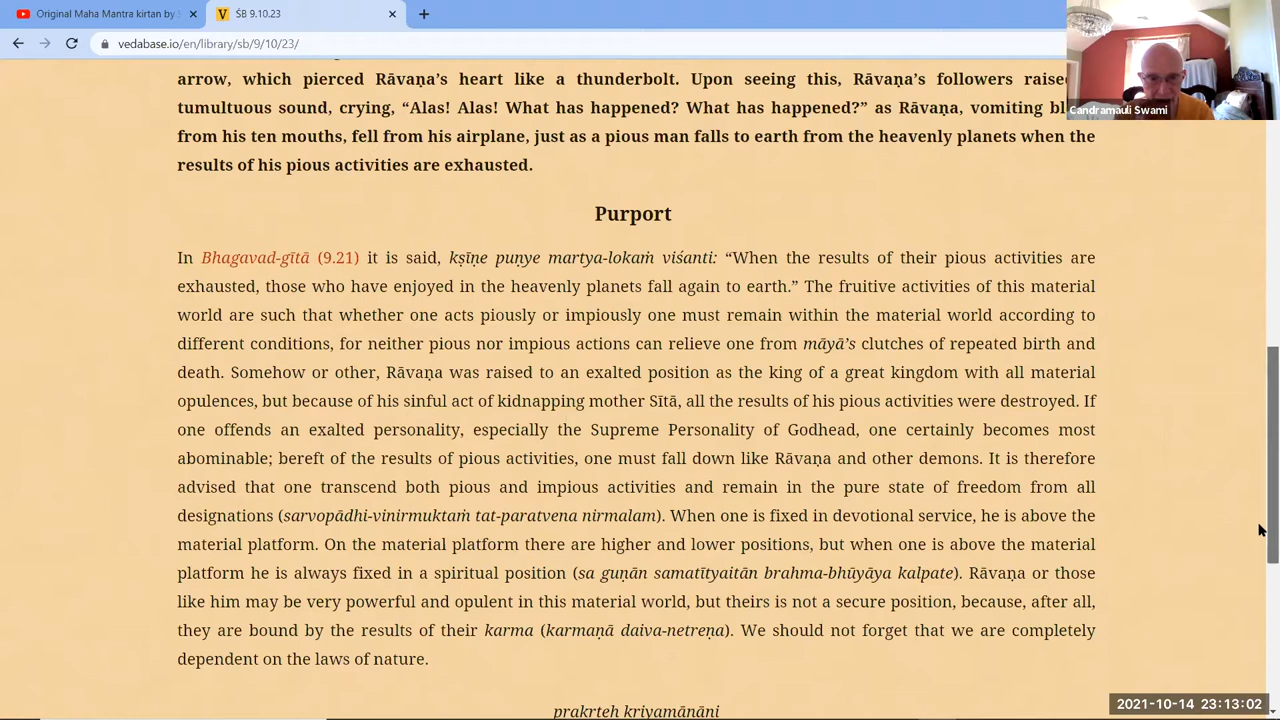 Original Maha Mantra kirtan by
ŚB 9.10.23
vedabase.io/en/library/sb/9/10/23/
Candramauli Swami
arrow, which pierced Rāvaṇa’s heart like a thunderbolt. Upon seeing this, Rāvaṇa’s followers raise
tumultuous sound, crying, “Alas! Alas! What has happened? What has happened?” as Rāvaṇa, vomiting bl
from his ten mouths, fell from his airplane, just as a pious man falls to earth from the heavenly planets when the
results of his pious activities are exhausted.
Purport
In Bhagavad-gītā (9.21) it is said, kṣīṇe puṇye martya-lokaṁ viśanti: “When the results of their pious activities are
exhausted, those who have enjoyed in the heavenly planets fall again to earth.” The fruitive activities of this material
world are such that whether one acts piously or impiously one must remain within the material world according to
different conditions, for neither pious nor impious actions can relieve one from māyā’s clutches of repeated birth and
death. Somehow or other, Rāvaṇa was raised to an exalted position as the king of a great kingdom with all material
opulences, but because of his sinful act of kidnapping mother Sītā, all the results of his pious activities were destroyed. If
one offends an exalted personality, especially the Supreme Personality of Godhead, one certainly becomes most
abominable; bereft of the results of pious activities, one must fall down like Rāvaṇa and other demons. It is therefore
advised that one transcend both pious and impious activities and remain in the pure state of freedom from all
designations (sarvopādhi-vinirmuktaṁ tat-paratvena nirmalam). When one is fixed in devotional service, he is above the
material platform. On the material platform there are higher and lower positions, but when one is above the material
platform he is always fixed in a spiritual position (sa guṇān samatītyaitān brahma-bhūyāya kalpate). Rāvaṇa or those
like him may be very powerful and opulent in this material world, but theirs is not a secure position, because, after all,
they are bound by the results of their karma (karmaṇā daiva-netreṇa). We should not forget that we are completely
dependent on the laws of nature.
prakṛteḥ kriyamāṇāni
2021-10-14 23:13:02